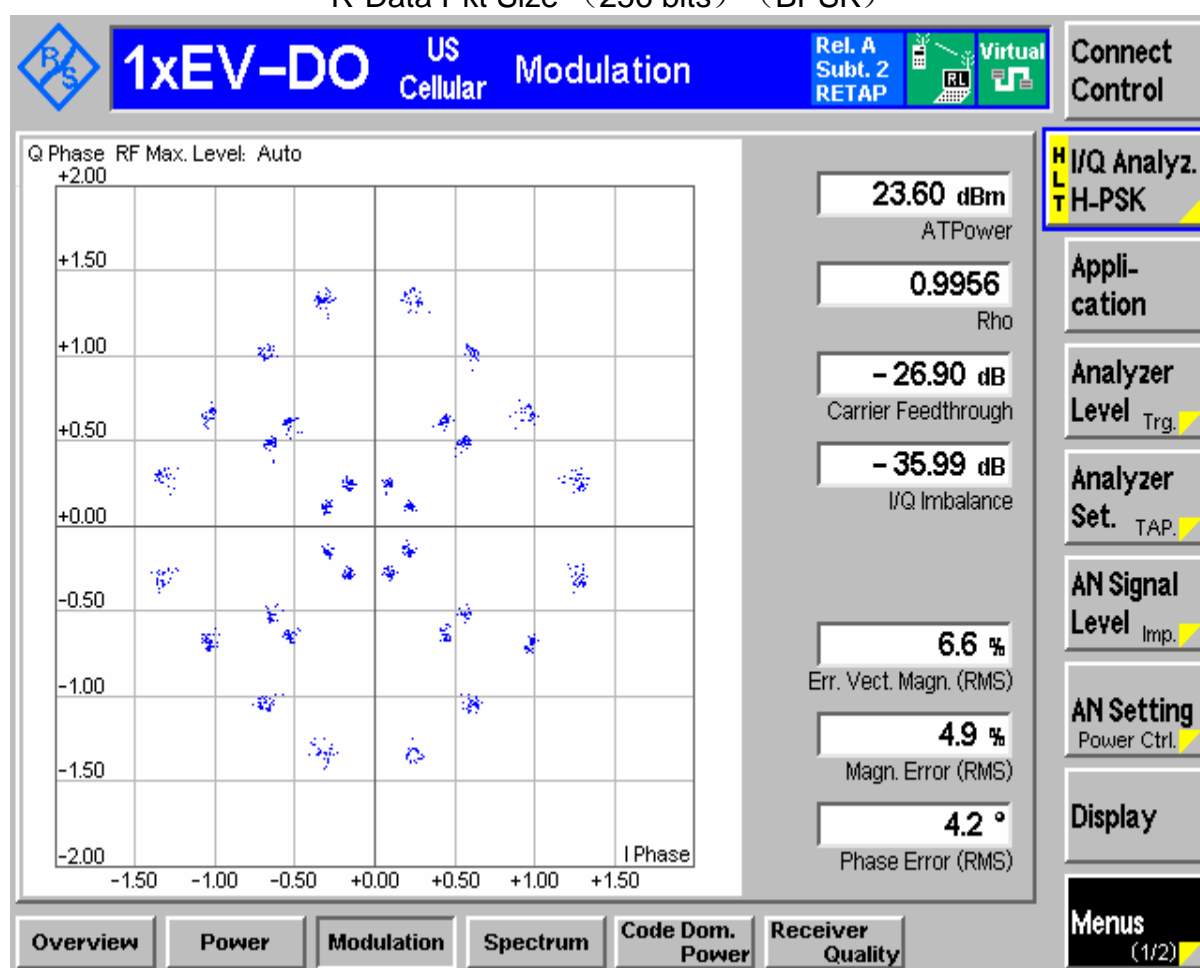 R-Data Pkt Size （256 bits）（BPSK）
R/S
1xEV-DO
US
Cellular
Modulation
Rel. A
Subt. 2
RETAP
RL
Virtual
Connect
Control
Q Phase RF Max. Level: Auto
+2.00
+1.50
+1.00
+0.50
+0.00
-0.50
-1.00
-1.50
-2.00
I Phase
-1.50 -1.00 -0.50 +0.00 +0.50 +1.00 +1.50
23.60 dBm
ATPower
0.9956
Rho
- 26.90 dB
Carrier Feedthrough
- 35.99 dB
I/Q Imbalance
6.6 %
Err. Vect. Magn. (RMS)
4.9 %
Magn. Error (RMS)
4.2 °
Phase Error (RMS)
HLT
I/Q Analyz.
H-PSK
Appli-
cation
Analyzer
Level Trg.
Analyzer
Set. TAP.
AN Signal
Level Imp.
AN Setting
Power Ctrl.
Display
Menus
(1/2)
Overview
Power
Modulation
Spectrum
Code Dom.
Power
Receiver
Quality